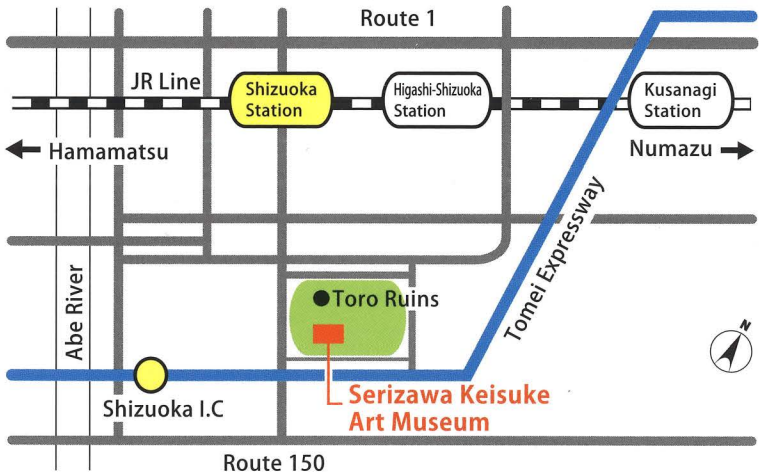 Route 1
JR Line
Shizuoka
Station
Higashi-Shizuoka
Station
Kusanagi
Station
Hamamatsu
Numazu
Abe River
Tomei Expressway
Toro Ruins
N
Shizuoka I.C
Serizawa Keisuke
Art Museum
Route 150